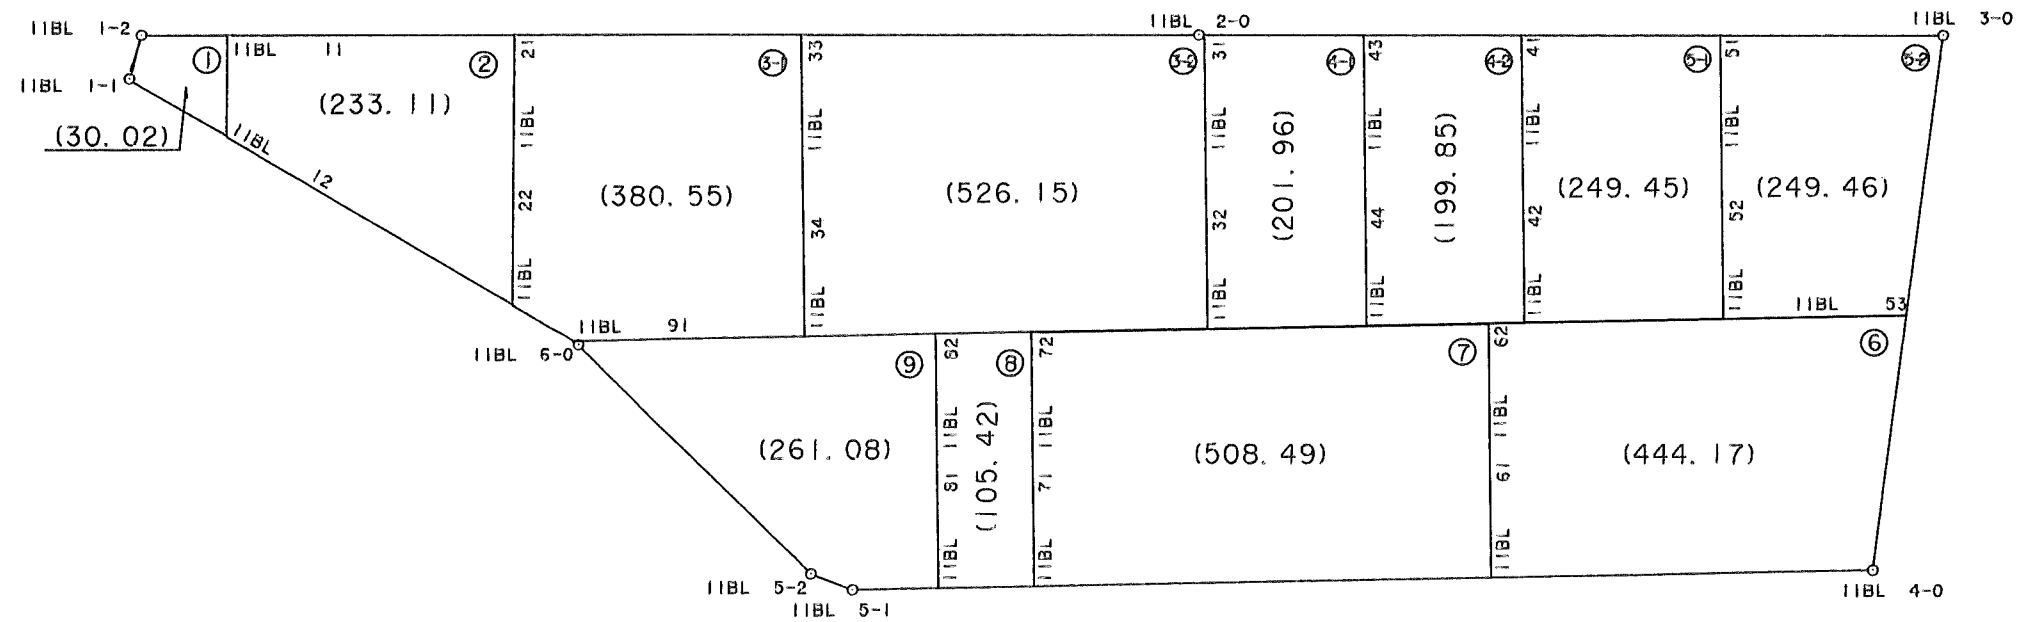 11BL 1-2
11BL 1-1
①
11BL 11
(30.02)
11BL 12
②
(233.11)
21
11BL
22
11BL
3-1
(380.55)
33
11BL
34
11BL
11BL 2-0
3-2
(526.15)
31
11BL
32
11BL
4-1
(201.96)
43
11BL
44
11BL
4-2
(199.85)
41
11BL
42
11BL
5-1
(249.45)
51
11BL
52
11BL
11BL 3-0
5-2
(249.46)
11BL 53
11BL 91
11BL 6-0
⑨
(261.08)
82
11BL
81
11BL
⑧
(105.42)
72
11BL
71
11BL
⑦
(508.49)
62
11BL
61
11BL
⑥
(444.17)
11BL 5-2
11BL 5-1
11BL 4-0